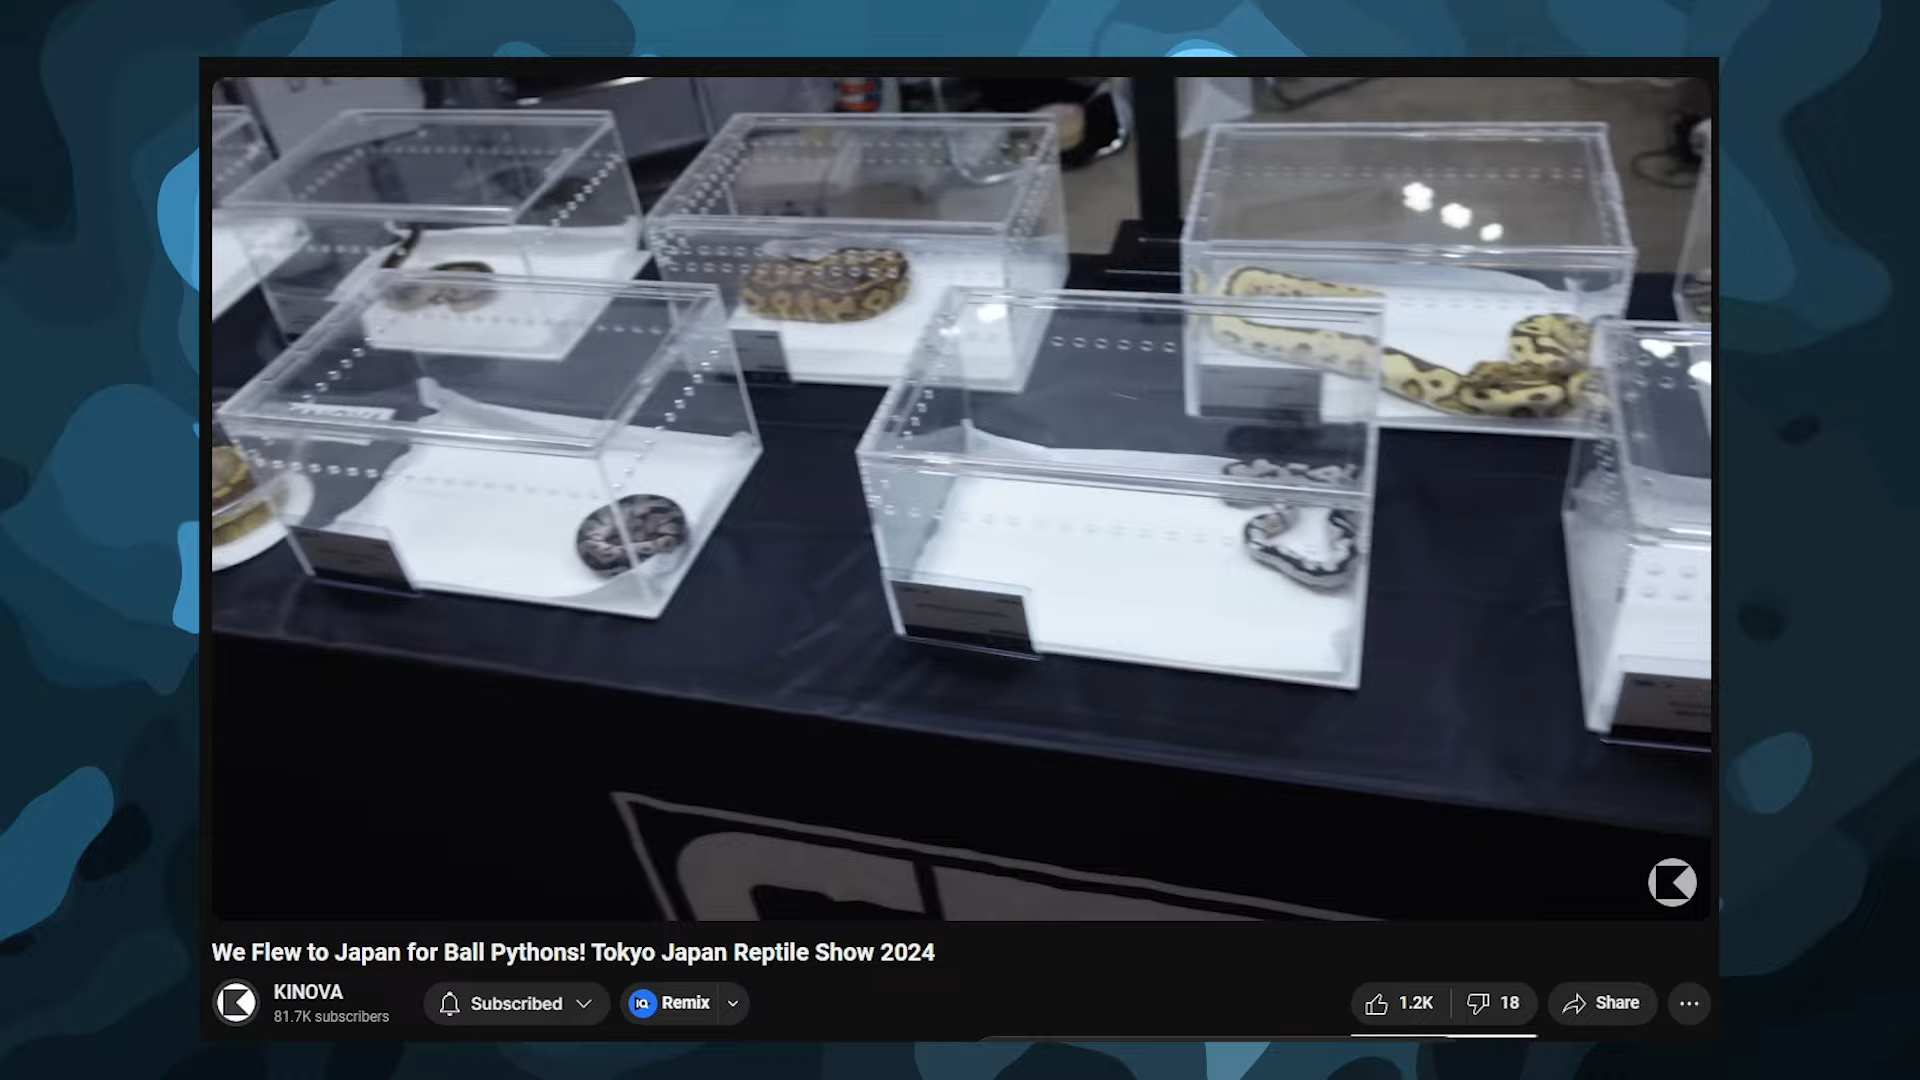 We Flew to Japan for Ball Pythons! Tokyo Japan Reptile Show 2024
KINOVA
81.7K subscribers
Subscribed
IQ Remix
1.2K
18
Share